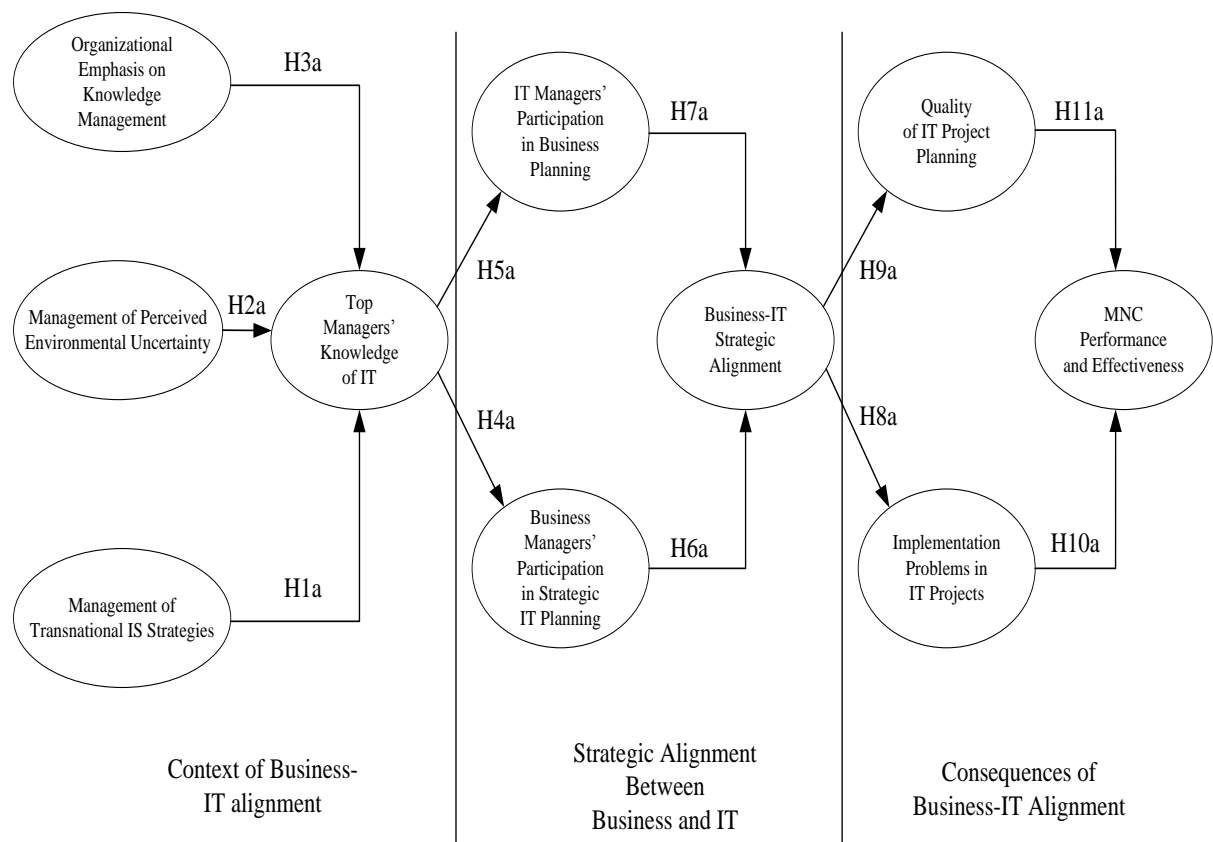 Organizational
Emphasis on
Knowledge
Management
H3a
Management of Perceived
Environmental Uncertainty
H2a
Top
Managers'
Knowledge
of IT
Management of
Transnational IS Strategies
H1a
Context of Business-
IT alignment
IT Managers'
Participation
in Business
Planning
H7a
H5a
H4a
Business-IT
Strategic
Alignment
Business
Managers'
Participation
in Strategic
IT Planning
H6a
Strategic Alignment
Between
Business and IT
Quality
of IT Project
Planning
H11a
H9a
H8a
MNC
Performance
and Effectiveness
Implementation
Problems in
IT Projects
H10a
Consequences of
Business-IT Alignment